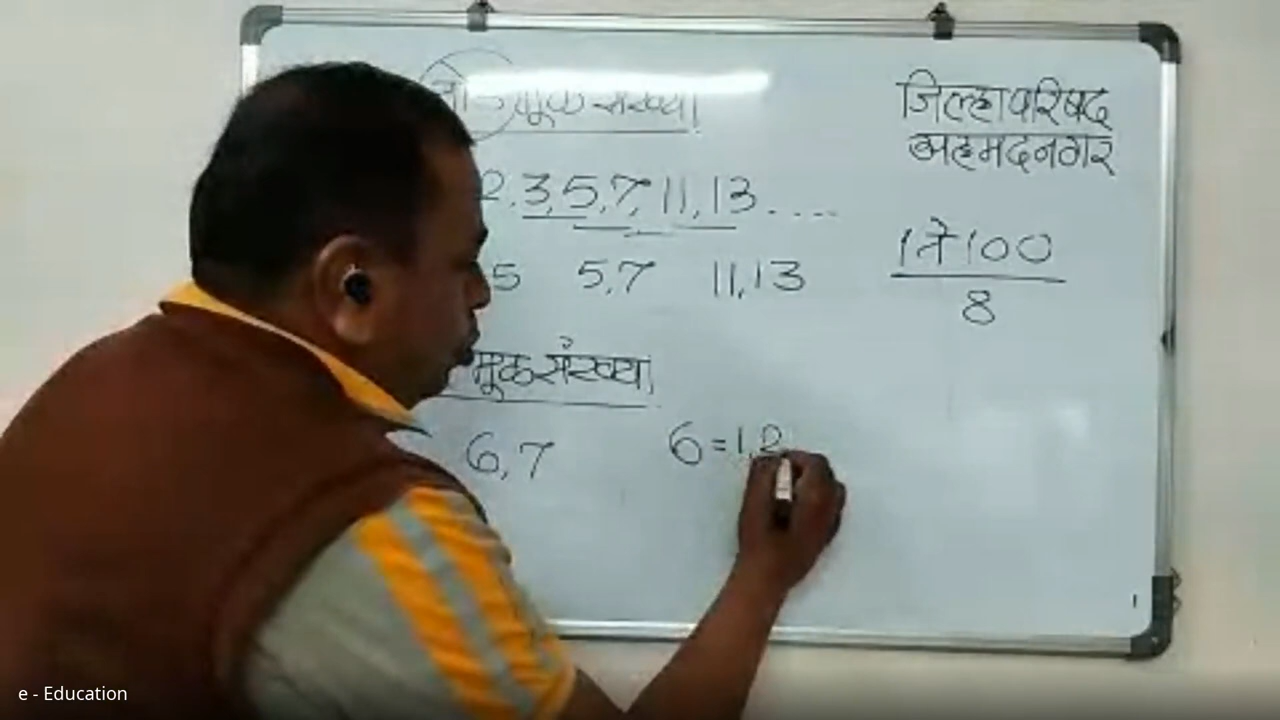 जोडमूळ संख्या
जिल्हा परिषद
अहमदनगर
2,3,5,7,11,13....
1 ते 100
8
5 5,7 11,13
मूळ संख्या
6,7 6=1,2
e - Education